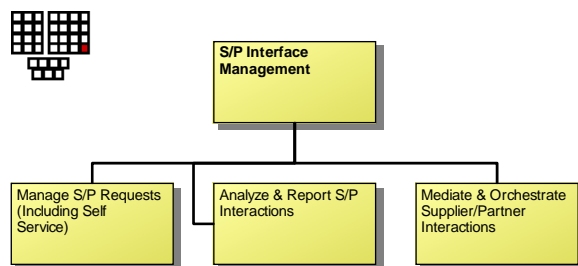 S/P Interface
Management
Manage S/P Requests
(Including Self
Service)
Analyze & Report S/P
Interactions
Mediate & Orchestrate
Supplier/Partner
Interactions